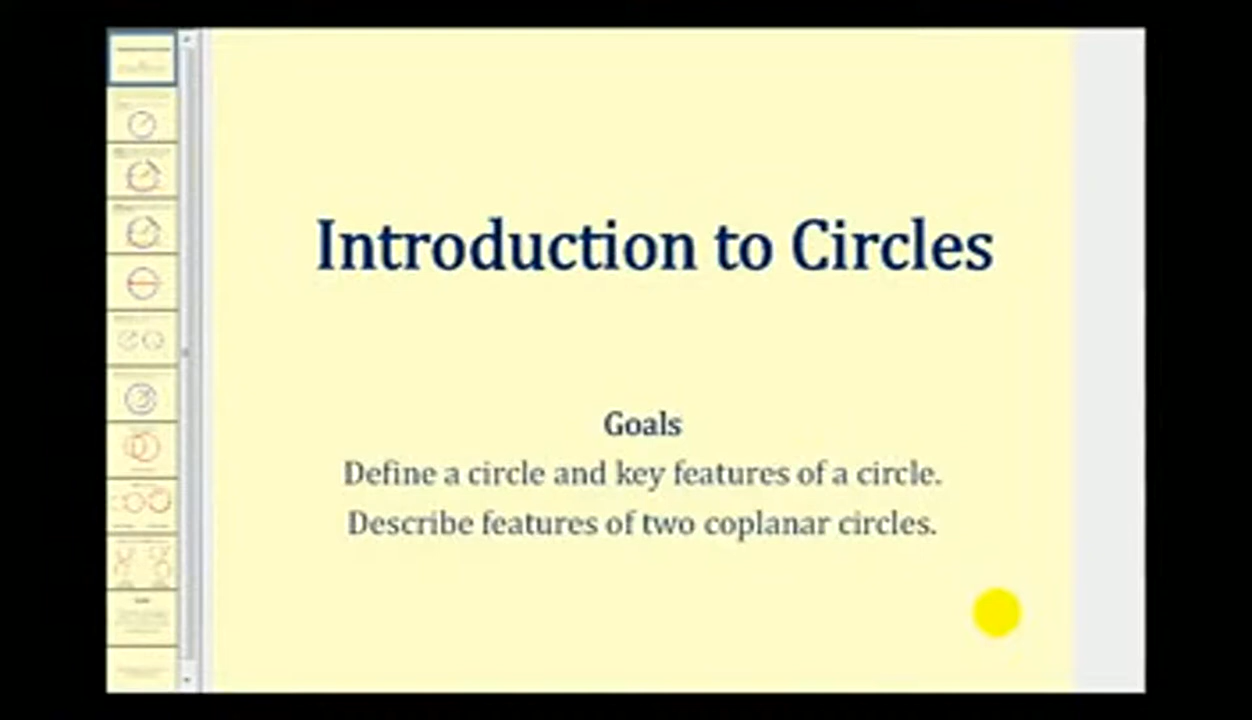 Introduction to Circles
Goals
Define a circle and key features of a circle.
Describe features of two coplanar circles.